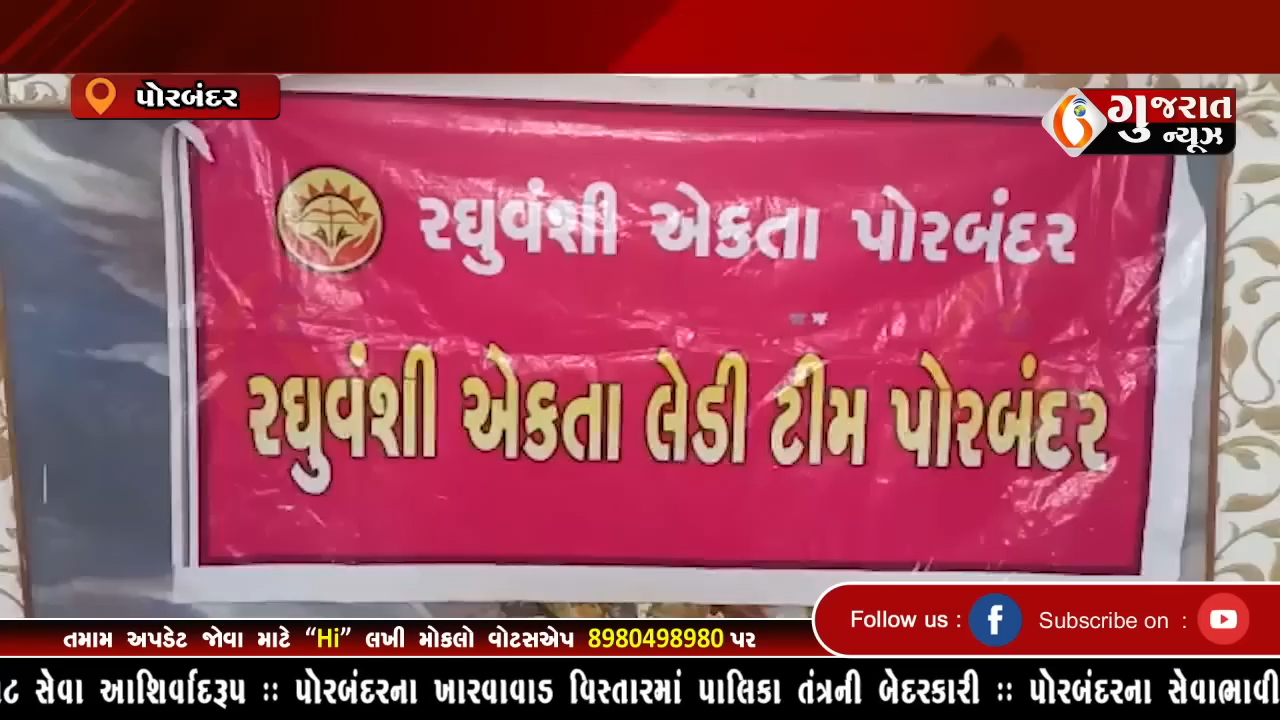 પોરબંદર
ગુજરાત
ન્યૂઝ
રઘુવંશી એકતા પોરબંદર
રઘુવંશી એકતા લેડી ટીમ પોરબંદર
Follow us :
Subscribe on :
તમામ અપડેટ જોવા માટે “Hi” લખી મોકલો વોટસએપ 8980498980 પર
સેવા આશિર્વાદરૂપ :: પોરબંદરના ખારવાવાડ વિસ્તારમાં પાલિકા તંત્રની બેદરકારી :: પોરબંદરના સેવાભાવી